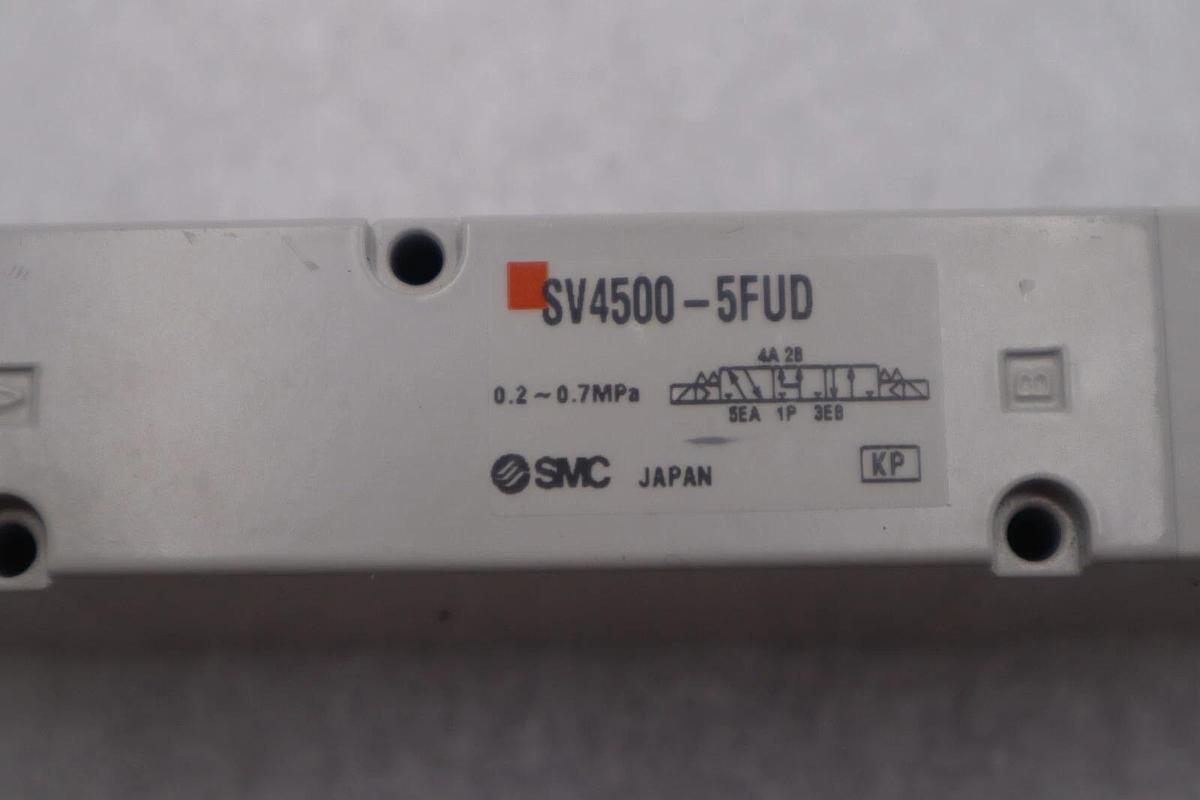 SV4500-5FUD
4A 2B
0.2~0.7MPa
5EA 1P 3EB
SMC JAPAN KP
B